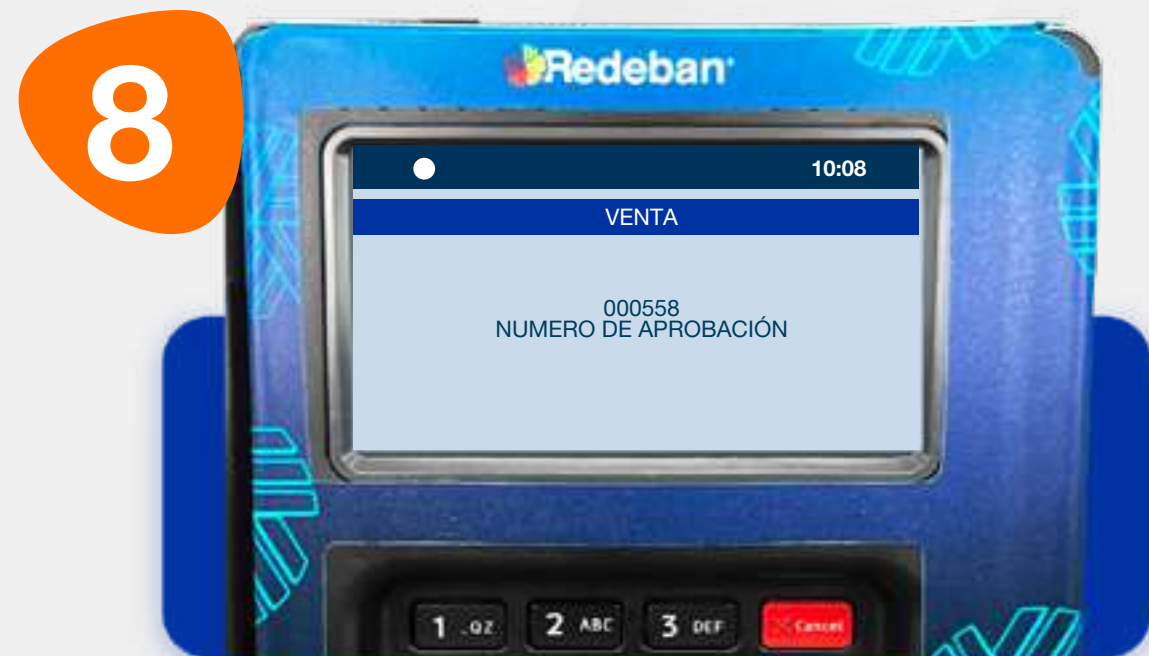 8
Redeban
10:08
VENTA
000558
NUMERO DE APROBACIÓN
1 .QZ 2 ABC 3 DEF Cancel